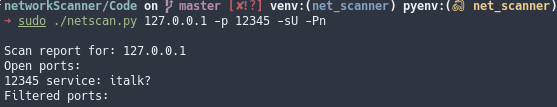 networkScanner/Code on master [✘!?] venv:(net_scanner) pyenv:(net_scanner)
> sudo ./netscan.py 127.0.0.1 -p 12345 -sU -Pn
Scan report for: 127.0.0.1
Open ports:
12345 service: italk?
Filtered ports: